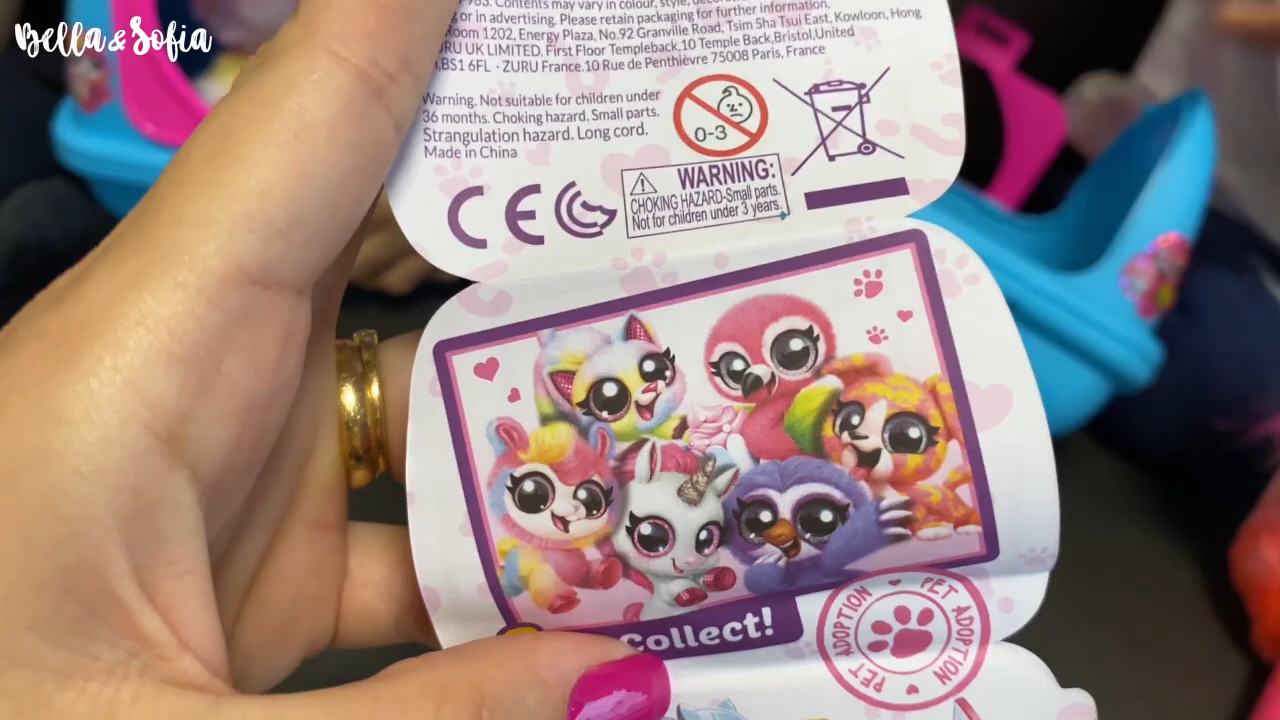 Bella & Sofia
Contents may vary in colour, style,
or in advertising. Please retain packaging for further information.
Room 1202, Energy Plaza, No.92 Granville Road, Tsim Sha Tsui East, Kowloon, Hong
RU UK LIMITED, First Floor Templeback,10 Temple Back,Bristol,United
,BS1 6FL · ZURU France.10 Rue de Penthièvre 75008 Paris, France
Warning. Not suitable for children under
36 months. Choking hazard. Small parts.
Strangulation hazard. Long cord.
Made in China
0-3
CE
WARNING:
CHOKING HAZARD-Small parts.
Not for children under 3 years.
Collect!
PET ADOPTION
PET ADOPTION